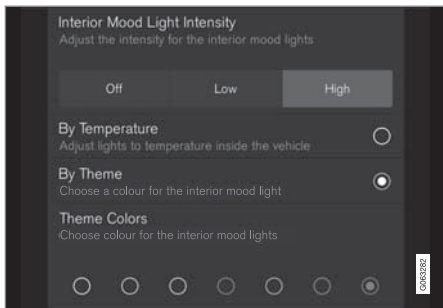 Interior Mood Light Intensity
Adjust the intensity for the interior mood lights
Off Low High
By Temperature
Adjust lights to temperature inside the vehicle
By Theme
Choose a colour for the interior mood light
Theme Colors
Choose colour for the interior mood lights
G063282